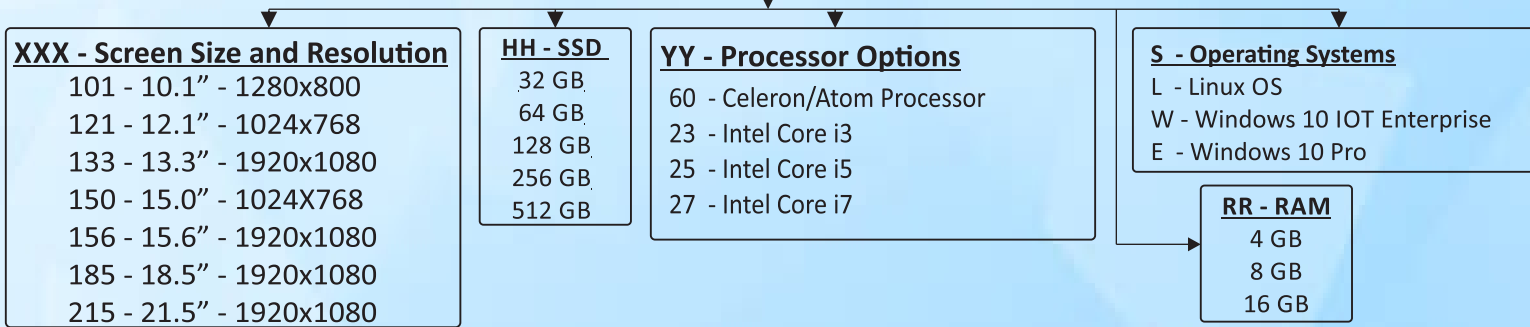 XXX - Screen Size and Resolution
101 - 10.1” - 1280x800
121 - 12.1” - 1024x768
133 - 13.3” - 1920x1080
150 - 15.0” - 1024X768
156 - 15.6” - 1920x1080
185 - 18.5” - 1920x1080
215 - 21.5” - 1920x1080
HH - SSD
32 GB
64 GB
128 GB
256 GB
512 GB
YY - Processor Options
60 - Celeron/Atom Processor
23 - Intel Core i3
25 - Intel Core i5
27 - Intel Core i7
S - Operating Systems
L - Linux OS
W - Windows 10 IOT Enterprise
E - Windows 10 Pro
RR - RAM
4 GB
8 GB
16 GB